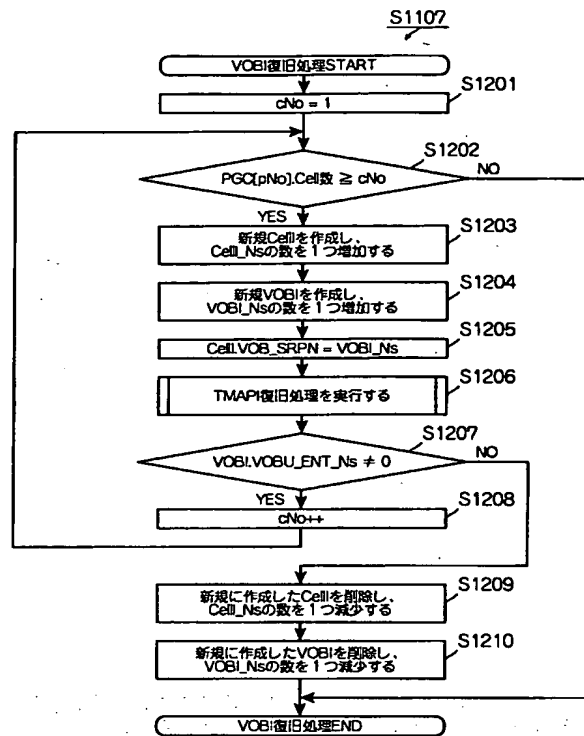 S1107
VOBI復旧処理START
S1201
cNo = 1
S1202
PGC[pNo].Cell数 ≧ cNo
NO
YES
S1203
新規CellIを作成し、
CellI_Nsの数を1つ増加する
S1204
新規VOBIを作成し、
VOBI_Nsの数を1つ増加する
S1205
CellI.VOB_SRPN = VOBI_Ns
S1206
TMAPI復旧処理を実行する
S1207
VOBI.VOBU_ENT_Ns ≠ 0
NO
YES
S1208
cNo++
S1209
新規に作成したCellIを削除し、
CellI_Nsの数を1つ減少する
S1210
新規に作成したVOBIを削除し、
VOBI_Nsの数を1つ減少する
VOBI復旧処理END